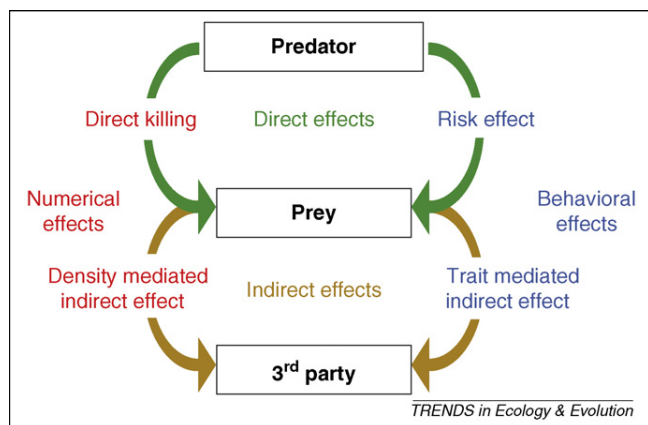 Predator
Direct killing
Direct effects
Risk effect
Numerical
effects
Prey
Behavioral
effects
Density mediated
indirect effect
Indirect effects
Trait mediated
indirect effect
3rd party
TRENDS in Ecology & Evolution